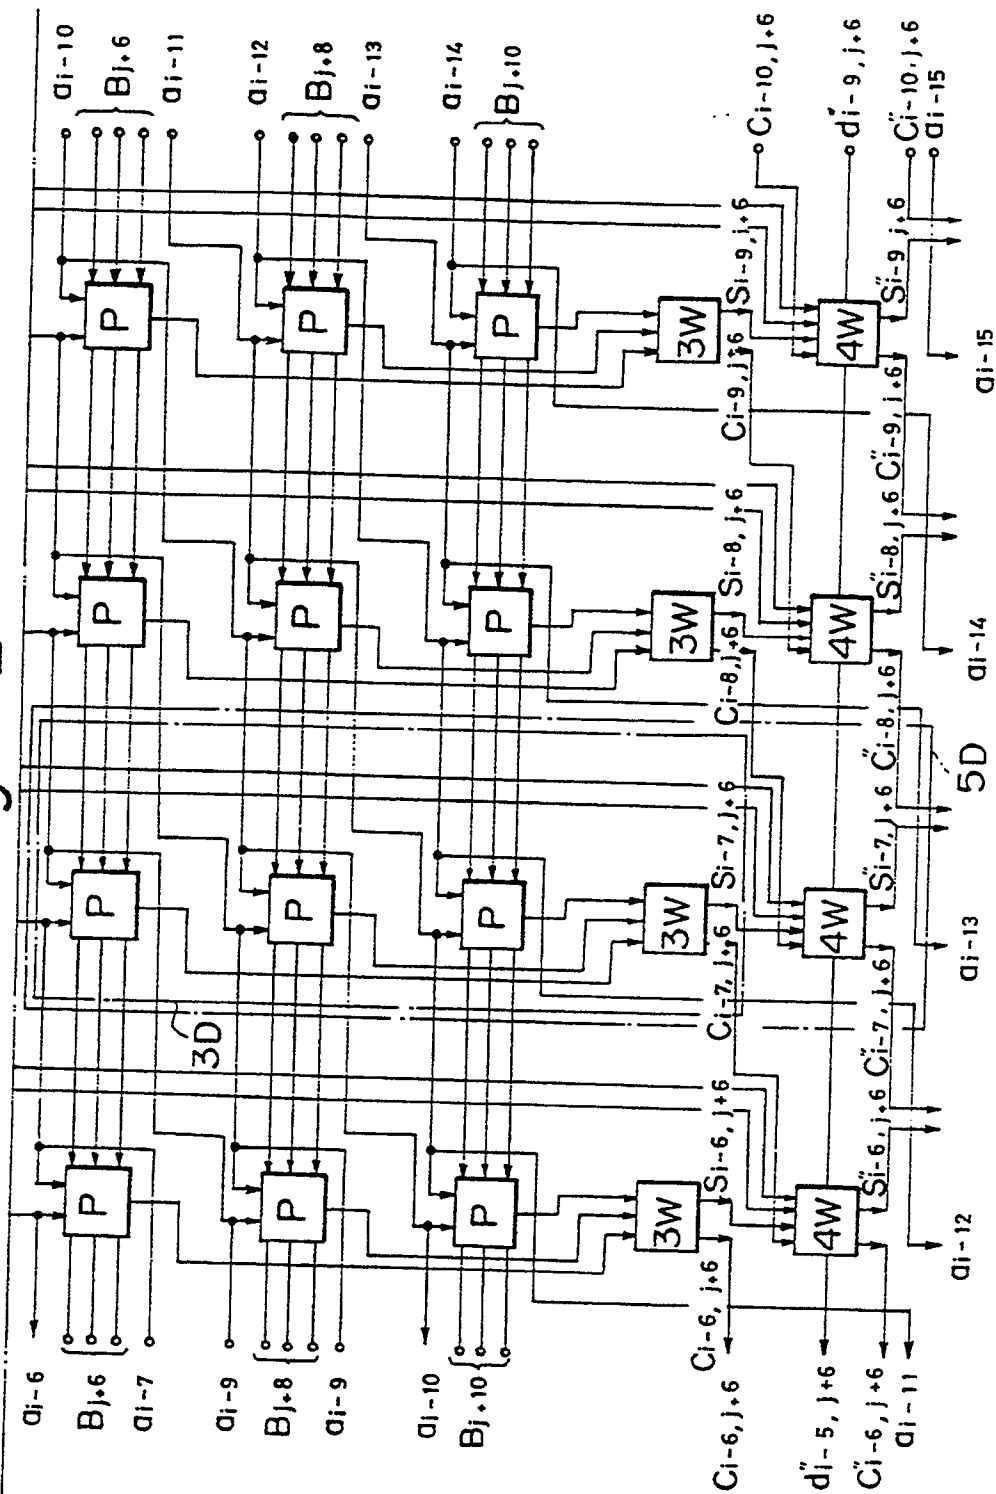 ai-10
Bj+6
ai-11
ai-12
Bj+8
ai-13
ai-14
Bj+10
Ci-10, j+6
d"i-9, j+6
C"i-10, j+6
ai-15
P
P
P
3W
Si-9, j+6
Ci-9, j+6
4W
S"i-9, j+6
C"i-9, j+6
ai-15
P
P
P
3W
Si-8, j+6
Ci-8, j+6
4W
S"i-8, j+6
C"i-8, j+6
ai-14
5D
P
P
P
3W
Si-7, j+6
Ci-7, j+6
4W
S"i-7, j+6
C"i-7, j+6
ai-13
3D
P
P
P
3W
Si-6, j+6
Ci-6, j+6
4W
S"i-6, j+6
ai-12
ai-6
Bj+6
ai-7
ai-9
Bj+8
ai-9
ai-10
Bj+10
Ci-6, j+6
d"i-5, j+6
C"i-6, j+6
ai-11